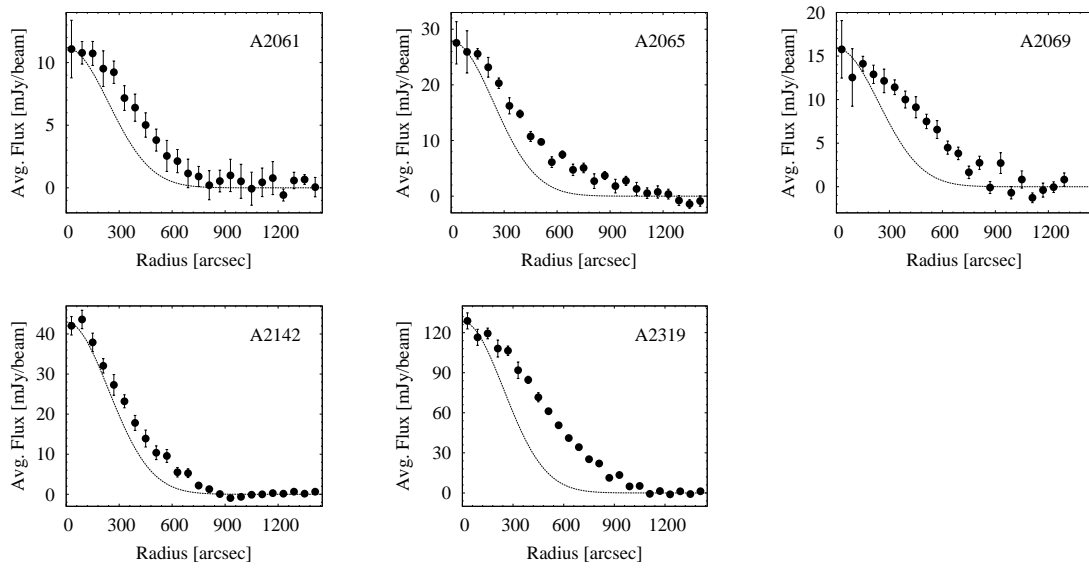 A2061
Avg. Flux [mJy/beam]
10
5
0
0 300 600 900 1200
Radius [arcsec]
A2065
Avg. Flux [mJy/beam]
30
20
10
0
0 300 600 900 1200
Radius [arcsec]
A2069
Avg. Flux [mJy/beam]
20
15
10
5
0
0 300 600 900 1200
Radius [arcsec]
A2142
Avg. Flux [mJy/beam]
40
30
20
10
0
0 300 600 900 1200
Radius [arcsec]
A2319
Avg. Flux [mJy/beam]
120
90
60
30
0
0 300 600 900 1200
Radius [arcsec]